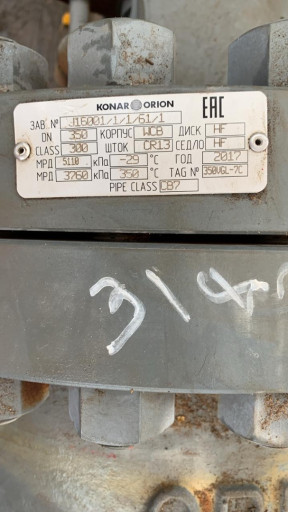 KONAR ORION EAC
ЗАВ. № J16001/1/1/61/1
DN 350 КОРПУС WCB ДИСК HF
CLASS 300 ШТОК CR13 СЕДЛО HF
МРД 5110 кПа -29 °C ГОД 2017
МРД 3760 кПа 350 °C TAG № 350VGL-7C
PIPE CLASS CB7
314